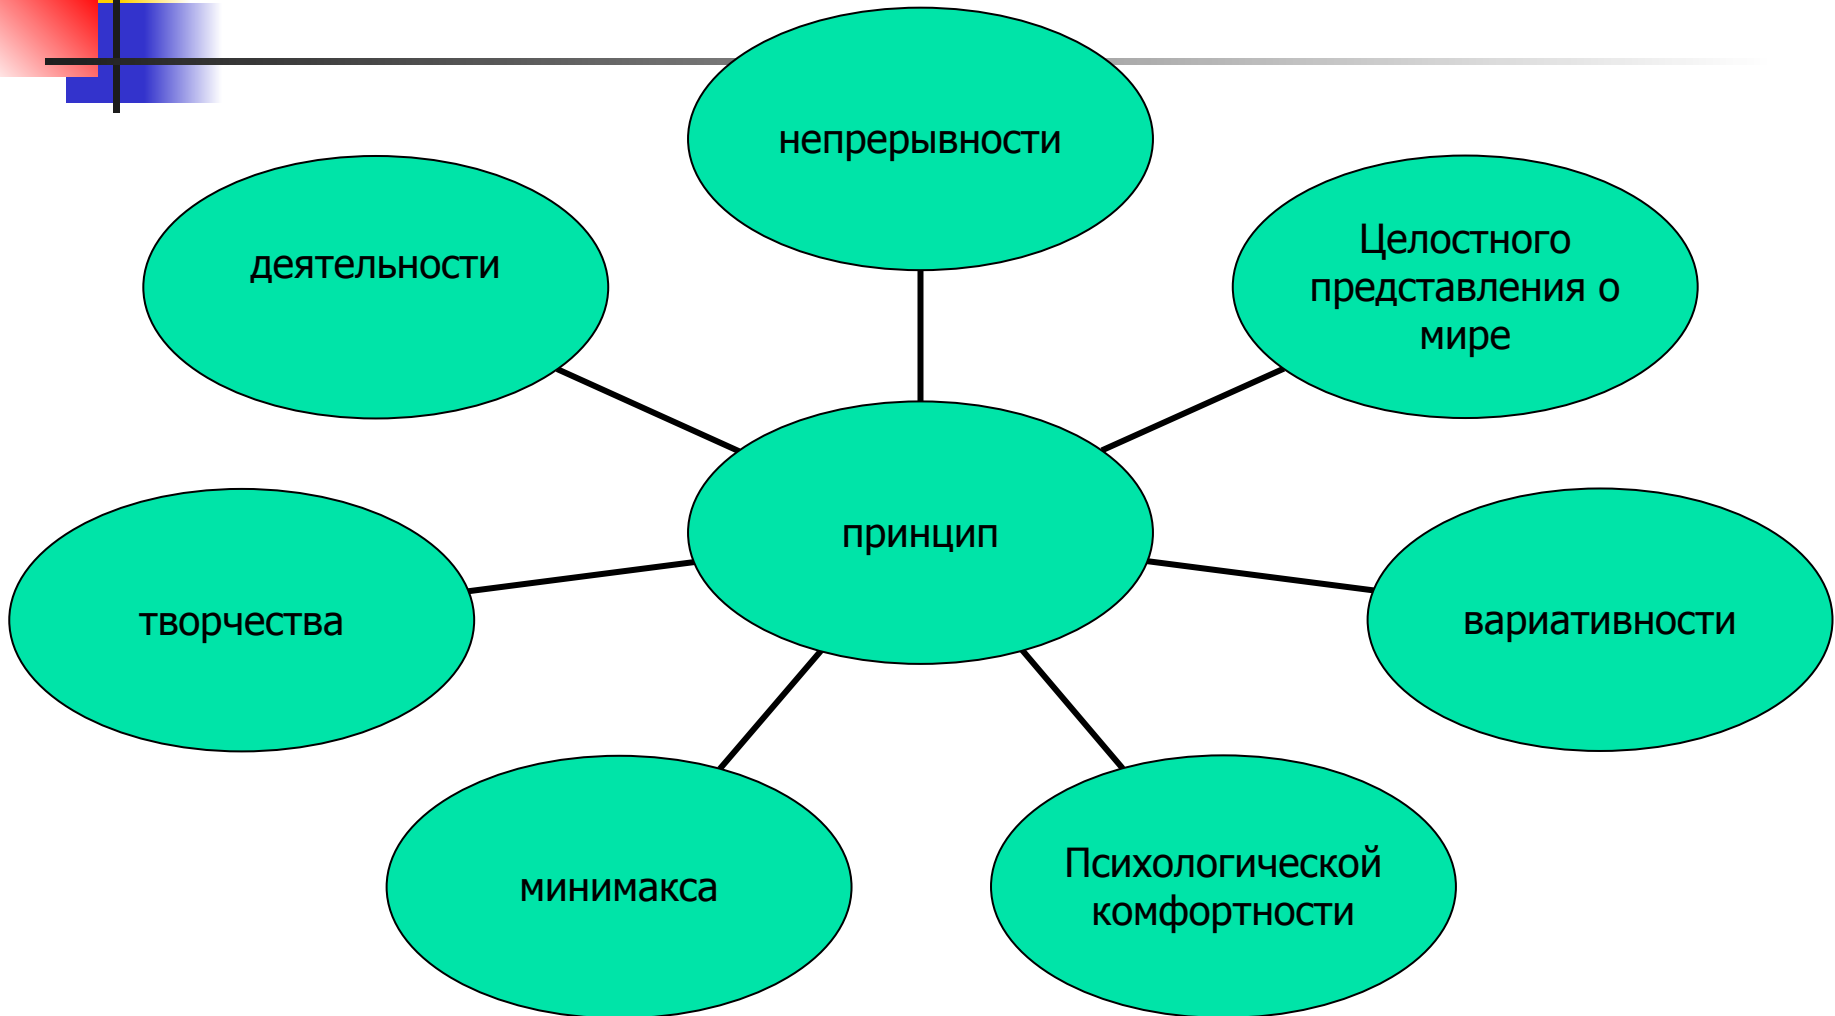 непрерывности
деятельности
Целостного
представления о
мире
принцип
творчества
вариативности
минимакса
Психологической
комфортности